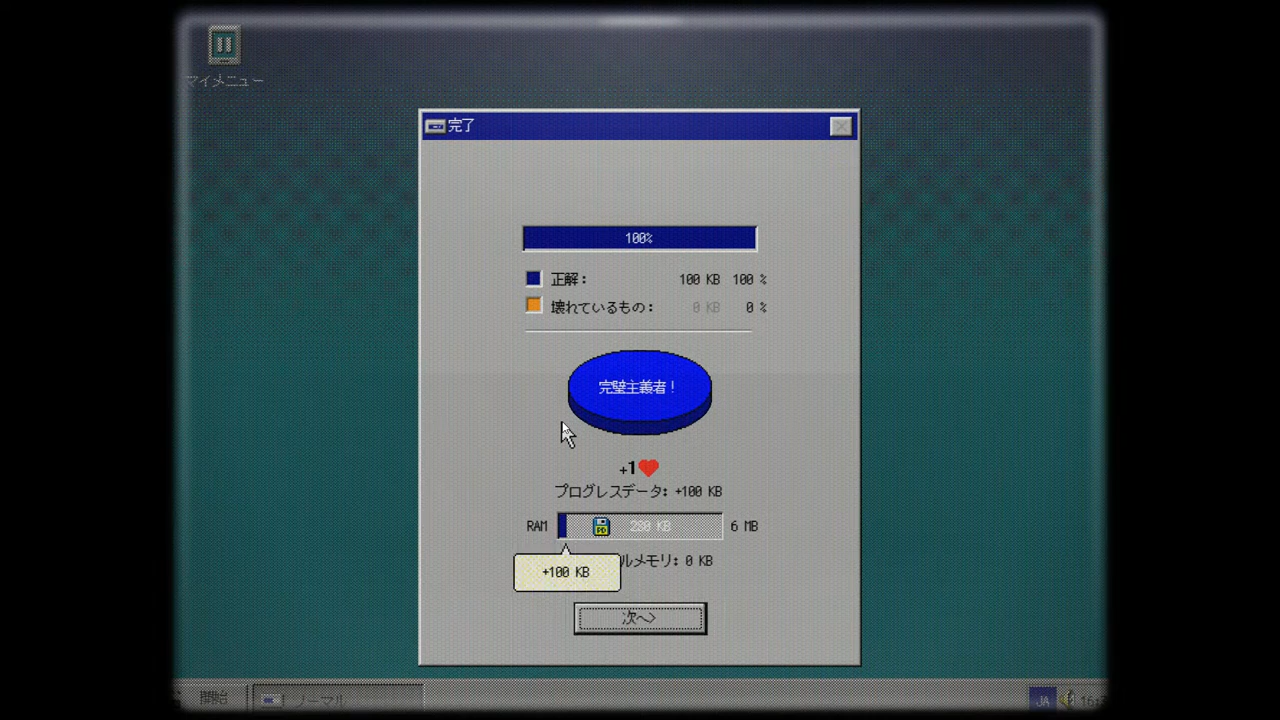 マイメニュー
完了
100%
正解: 100 KB 100 %
壊れているもの: 0 KB 0 %
完璧主義者!
+1
プログレスデータ: +100 KB
RAM 280 KB 6 MB
ルメモリ: 0 KB
+100 KB
次へ>
開始 ノーマル JA